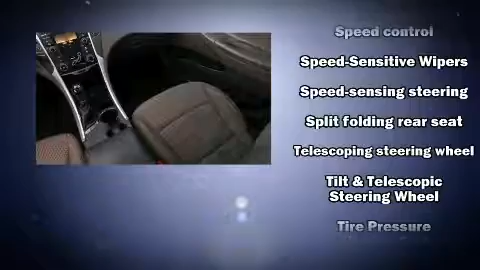 Speed control
Speed-Sensitive Wipers
Speed-sensing steering
Split folding rear seat
Telescoping steering wheel
Tilt & Telescopic
Steering Wheel
Tire Pressure